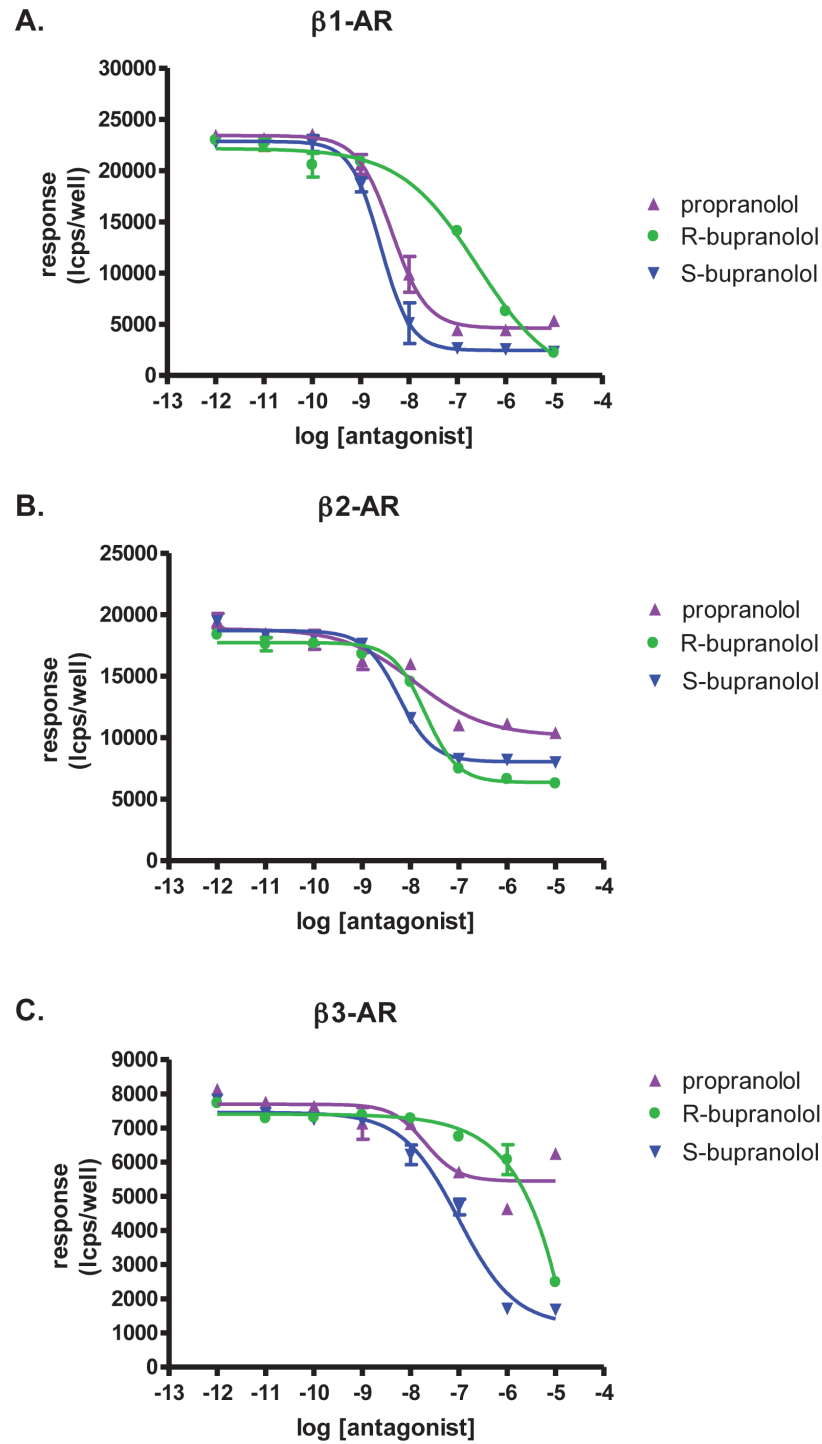 A.
β1-AR
30000
25000
20000
15000
10000
5000
0
response
(lcps/well)
-13 -12 -11 -10 -9 -8 -7 -6 -5 -4
log [antagonist]
propranolol
R-bupranolol
S-bupranolol
B.
β2-AR
25000
20000
15000
10000
5000
0
response
(lcps/well)
-13 -12 -11 -10 -9 -8 -7 -6 -5 -4
log [antagonist]
propranolol
R-bupranolol
S-bupranolol
C.
β3-AR
9000
8000
7000
6000
5000
4000
3000
2000
1000
0
response
(lcps/well)
-13 -12 -11 -10 -9 -8 -7 -6 -5 -4
log [antagonist]
propranolol
R-bupranolol
S-bupranolol